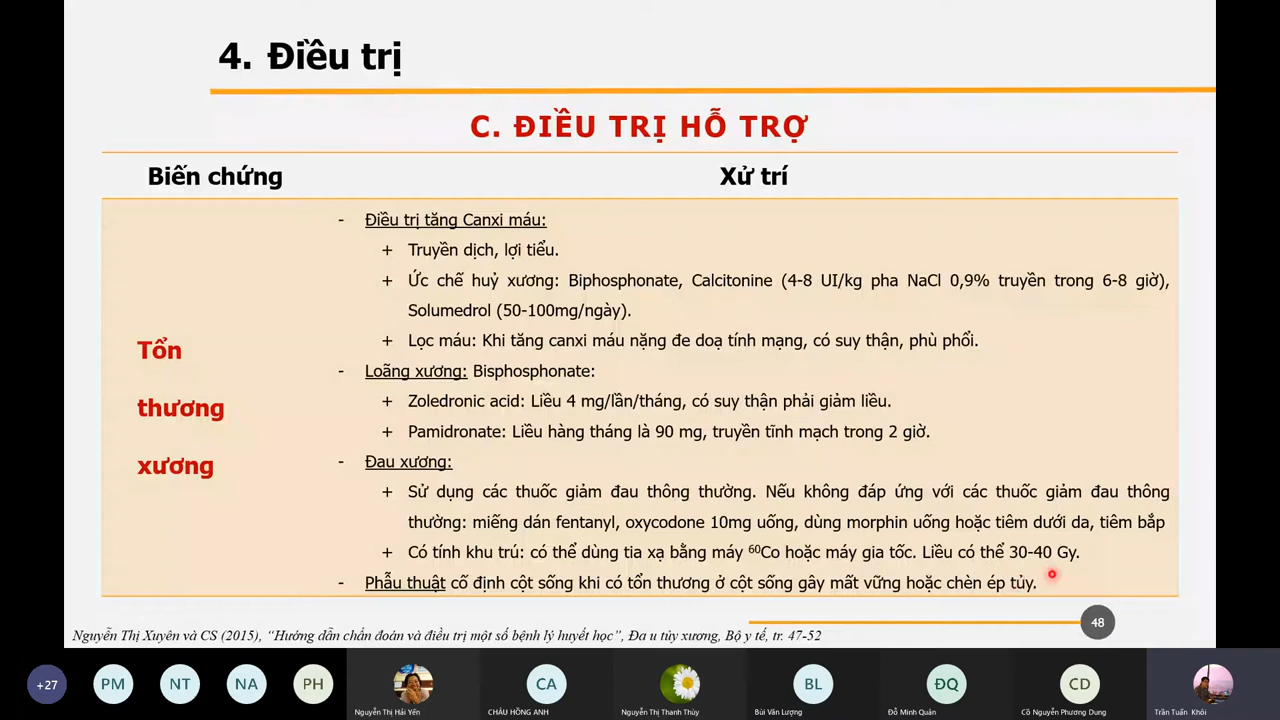 4. Điều trị
C. ĐIỀU TRỊ HỖ TRỢ
Biến chứng
Xử trí
Tổn
thương
xương
- Điều trị tăng Canxi máu:
+ Truyền dịch, lợi tiểu.
+ Ức chế huỷ xương: Biphosphonate, Calcitonine (4-8 UI/kg pha NaCl 0,9% truyền trong 6-8 giờ),
Solumedrol (50-100mg/ngày).
+ Lọc máu: Khi tăng canxi máu nặng đe doạ tính mạng, có suy thận, phù phổi.
- Loãng xương: Bisphosphonate:
+ Zoledronic acid: Liều 4 mg/lần/tháng, có suy thận phải giảm liều.
+ Pamidronate: Liều hàng tháng là 90 mg, truyền tĩnh mạch trong 2 giờ.
- Đau xương:
+ Sử dụng các thuốc giảm đau thông thường. Nếu không đáp ứng với các thuốc giảm đau thông
thường: miếng dán fentanyl, oxycodone 10mg uống, dùng morphin uống hoặc tiêm dưới da, tiêm bắp
+ Có tính khu trú: có thể dùng tia xạ bằng máy ⁶⁰Co hoặc máy gia tốc. Liều có thể 30-40 Gy.
- Phẫu thuật cố định cột sống khi có tổn thương ở cột sống gây mất vững hoặc chèn ép tủy.
48
Nguyễn Thị Xuyên và CS (2015), “Hướng dẫn chẩn đoán và điều trị một số bệnh lý huyết học”, Đa u tủy xương, Bộ y tế, tr. 47-52
+27
PM
NT
NA
PH
CA
BL
ĐQ
CD
Nguyễn Thị Hải Yến
CHÂU HỒNG ANH
Nguyễn Thị Thanh Thủy
Bùi Văn Lượng
Đỗ Minh Quân
Cô Nguyễn Phương Dung
Trần Tuấn Khôi